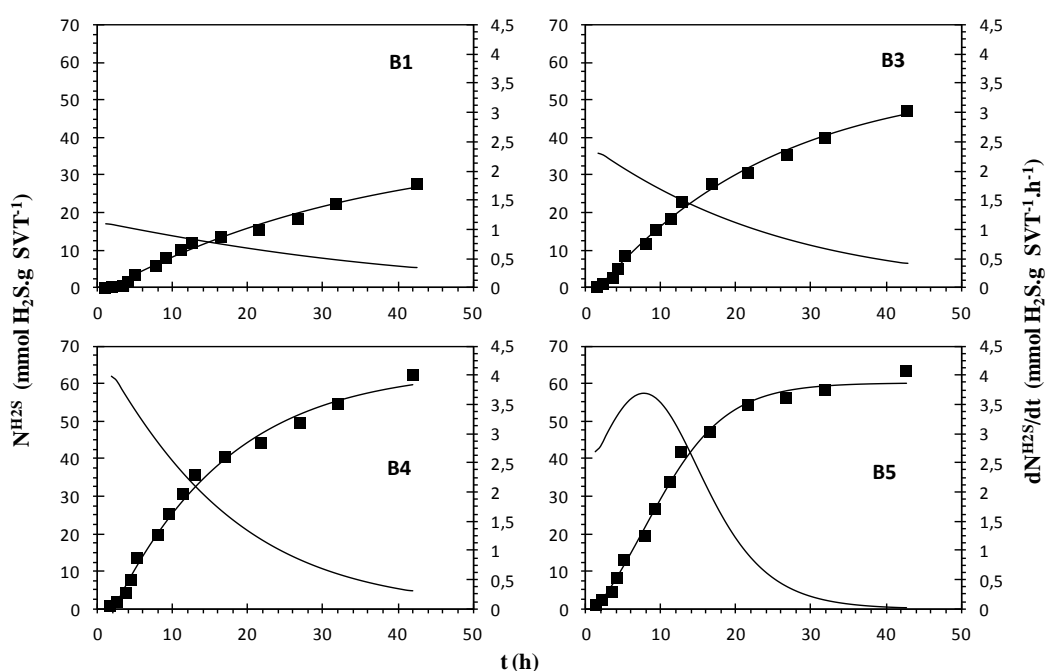 70 4,5 70 4,5
60 4 60 4
50 3,5 50 3,5
40 3 40 3
30 2,5 30 2,5
20 2 20 2
10 1,5 10 1,5
0 1 0 1
0,5 0,5
0 0
B1 B3
0 10 20 30 40 50 0 10 20 30 40 50
N^H2S (mmol H₂S.g SVT⁻¹)
dN^H2S/dt (mmol H₂S.g SVT⁻¹.h⁻¹)
70 4,5 70 4,5
60 4 60 4
50 3,5 50 3,5
40 3 40 3
30 2,5 30 2,5
20 2 20 2
10 1,5 10 1,5
0 1 0 1
0,5 0,5
0 0
B4 B5
0 10 20 30 40 50 0 10 20 30 40 50
t (h)